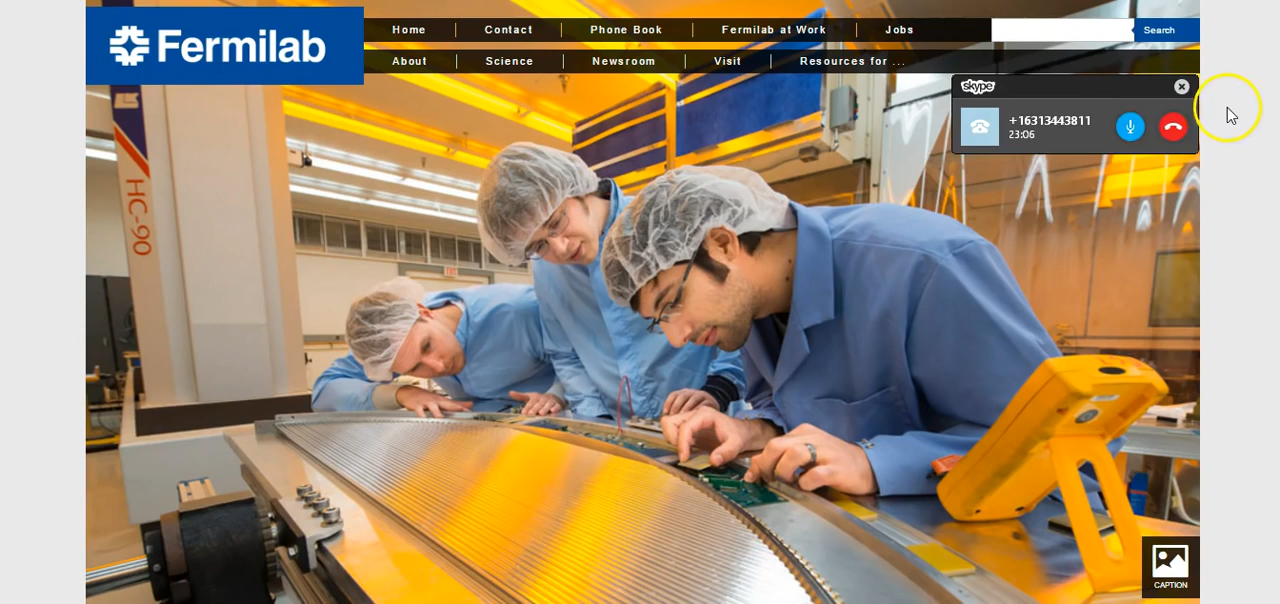 Fermilab
Home Contact Phone Book Fermilab at Work Jobs Search
About Science Newsroom Visit Resources for ...
skype
+16313443811
23:06
HC-90
CAPTION